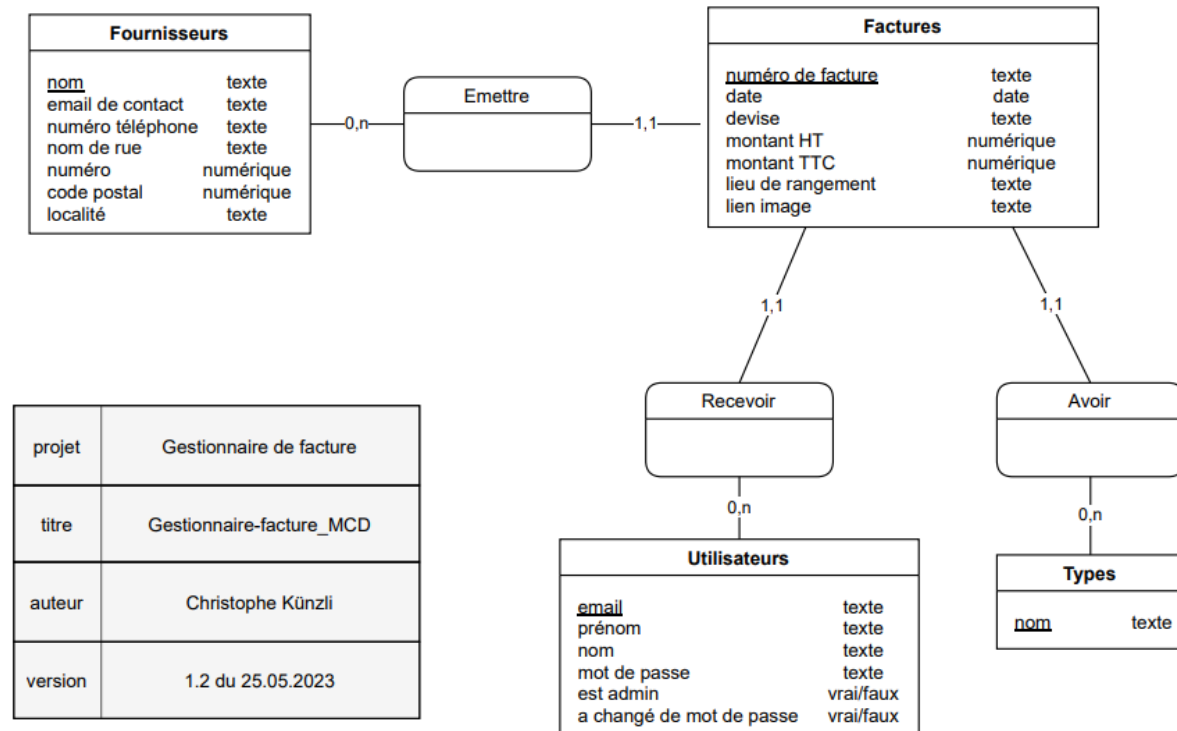 Fournisseurs
nom texte
email de contact texte
numéro téléphone texte
nom de rue texte
numéro numérique
code postal numérique
localité texte
0,n
Emettre
1,1
Factures
numéro de facture texte
date date
devise texte
montant HT numérique
montant TTC numérique
lieu de rangement texte
lien image texte
1,1
1,1
Recevoir
Avoir
0,n
0,n
Utilisateurs
email texte
prénom texte
nom texte
mot de passe texte
est admin vrai/faux
a changé de mot de passe vrai/faux
Types
nom texte
projet Gestionnaire de facture
titre Gestionnaire-facture_MCD
auteur Christophe Künzli
version 1.2 du 25.05.2023